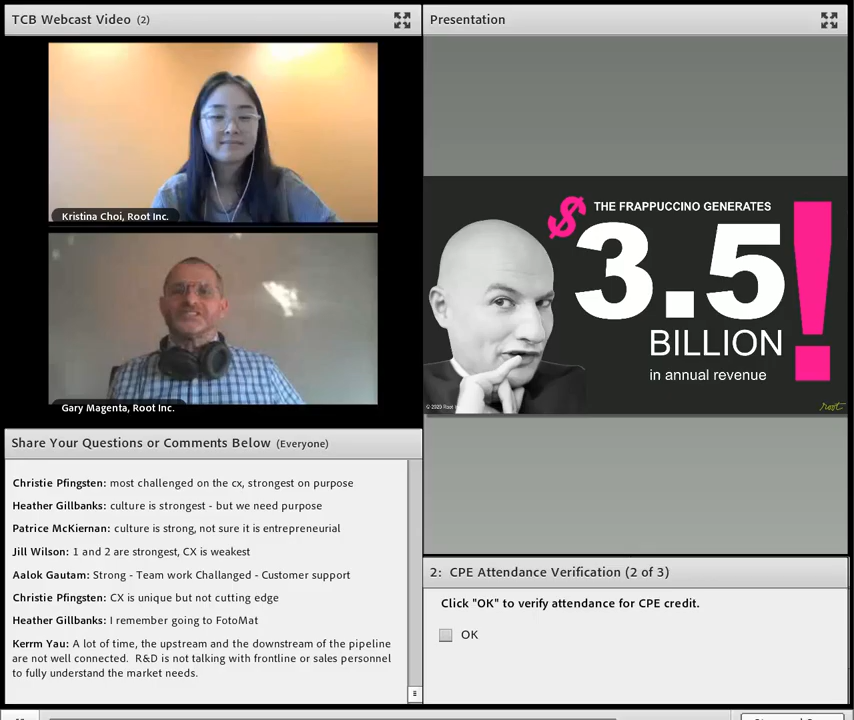 TCB Webcast Video (2)
Kristina Choi, Root Inc.
Gary Magenta, Root Inc.
Share Your Questions or Comments Below (Everyone)
Christie Pfingsten: most challenged on the cx, strongest on purpose
Heather Gillbanks: culture is strongest - but we need purpose
Patrice McKiernan: culture is strong, not sure it is entrepreneurial
Jill Wilson: 1 and 2 are strongest, CX is weakest
Aalok Gautam: Strong - Team work Challanged - Customer support
Christie Pfingsten: CX is unique but not cutting edge
Heather Gillbanks: I remember going to FotoMat
Kerrm Yau: A lot of time, the upstream and the downstream of the pipeline
are not well connected. R&D is not talking with frontline or sales personnel
to fully understand the market needs.
Presentation
$ THE FRAPPUCCINO GENERATES
3.5!
BILLION
in annual revenue
root
2: CPE Attendance Verification (2 of 3)
Click "OK" to verify attendance for CPE credit.
OK